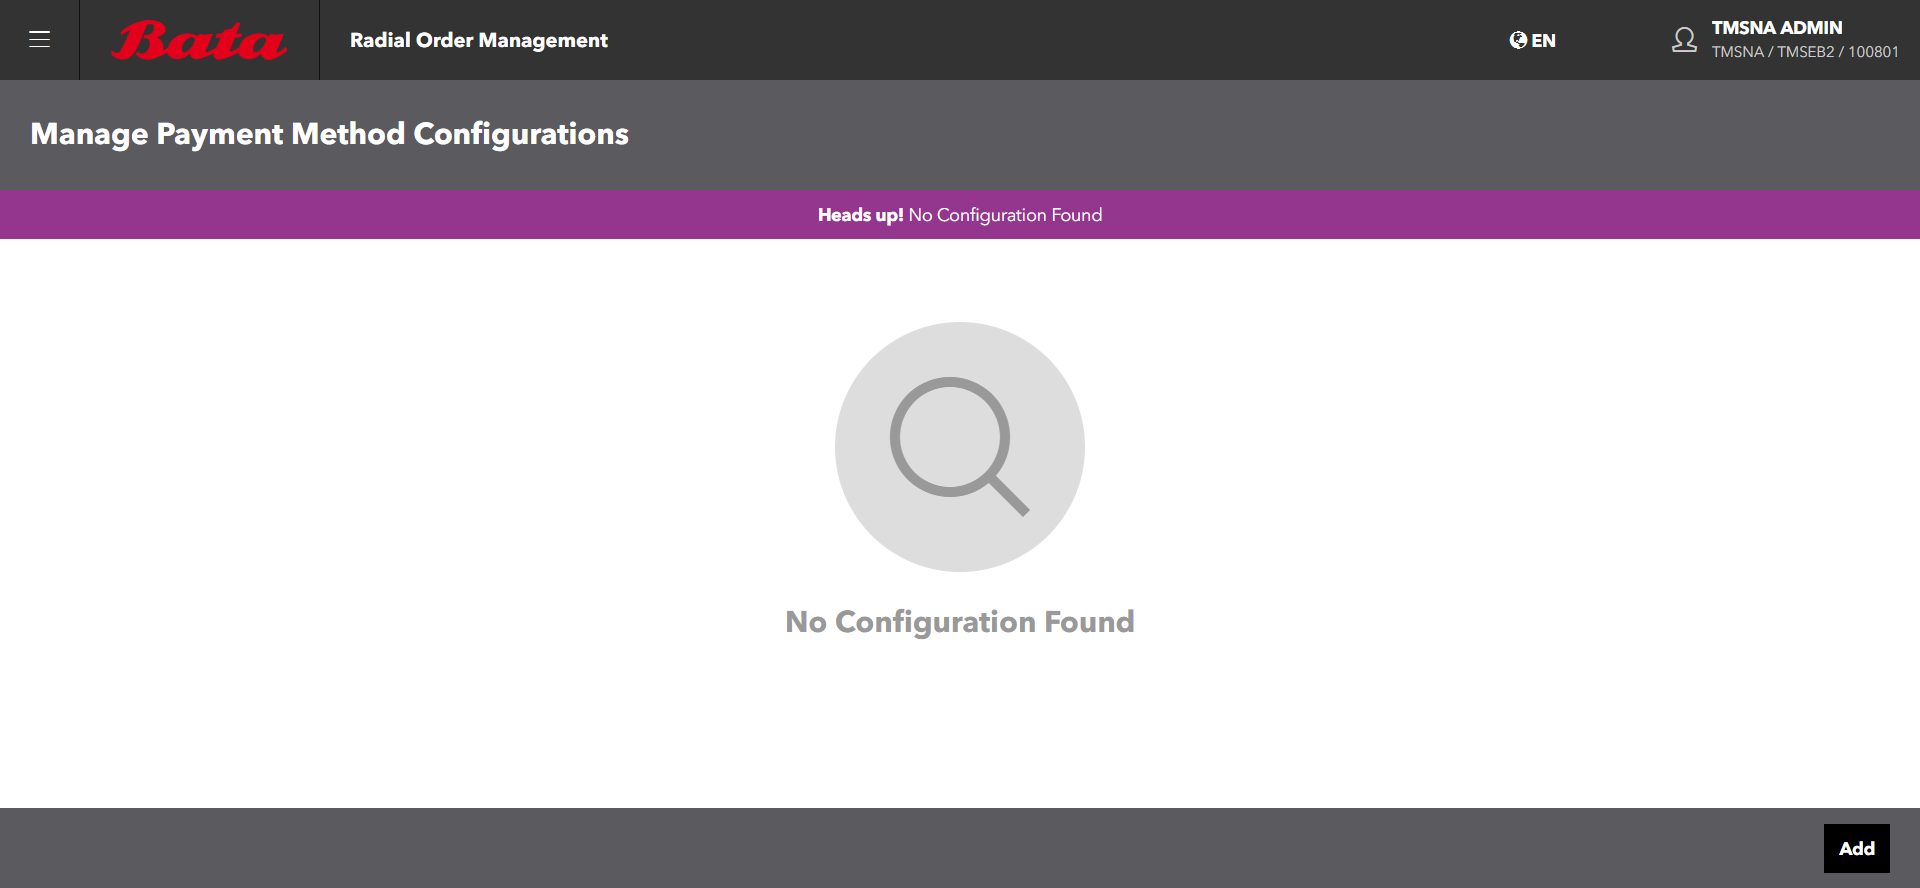 Bata
Radial Order Management
EN
TMSNA ADMIN
TMSNA / TMSEB2 / 100801
Manage Payment Method Configurations
Heads up! No Configuration Found
No Configuration Found
Add